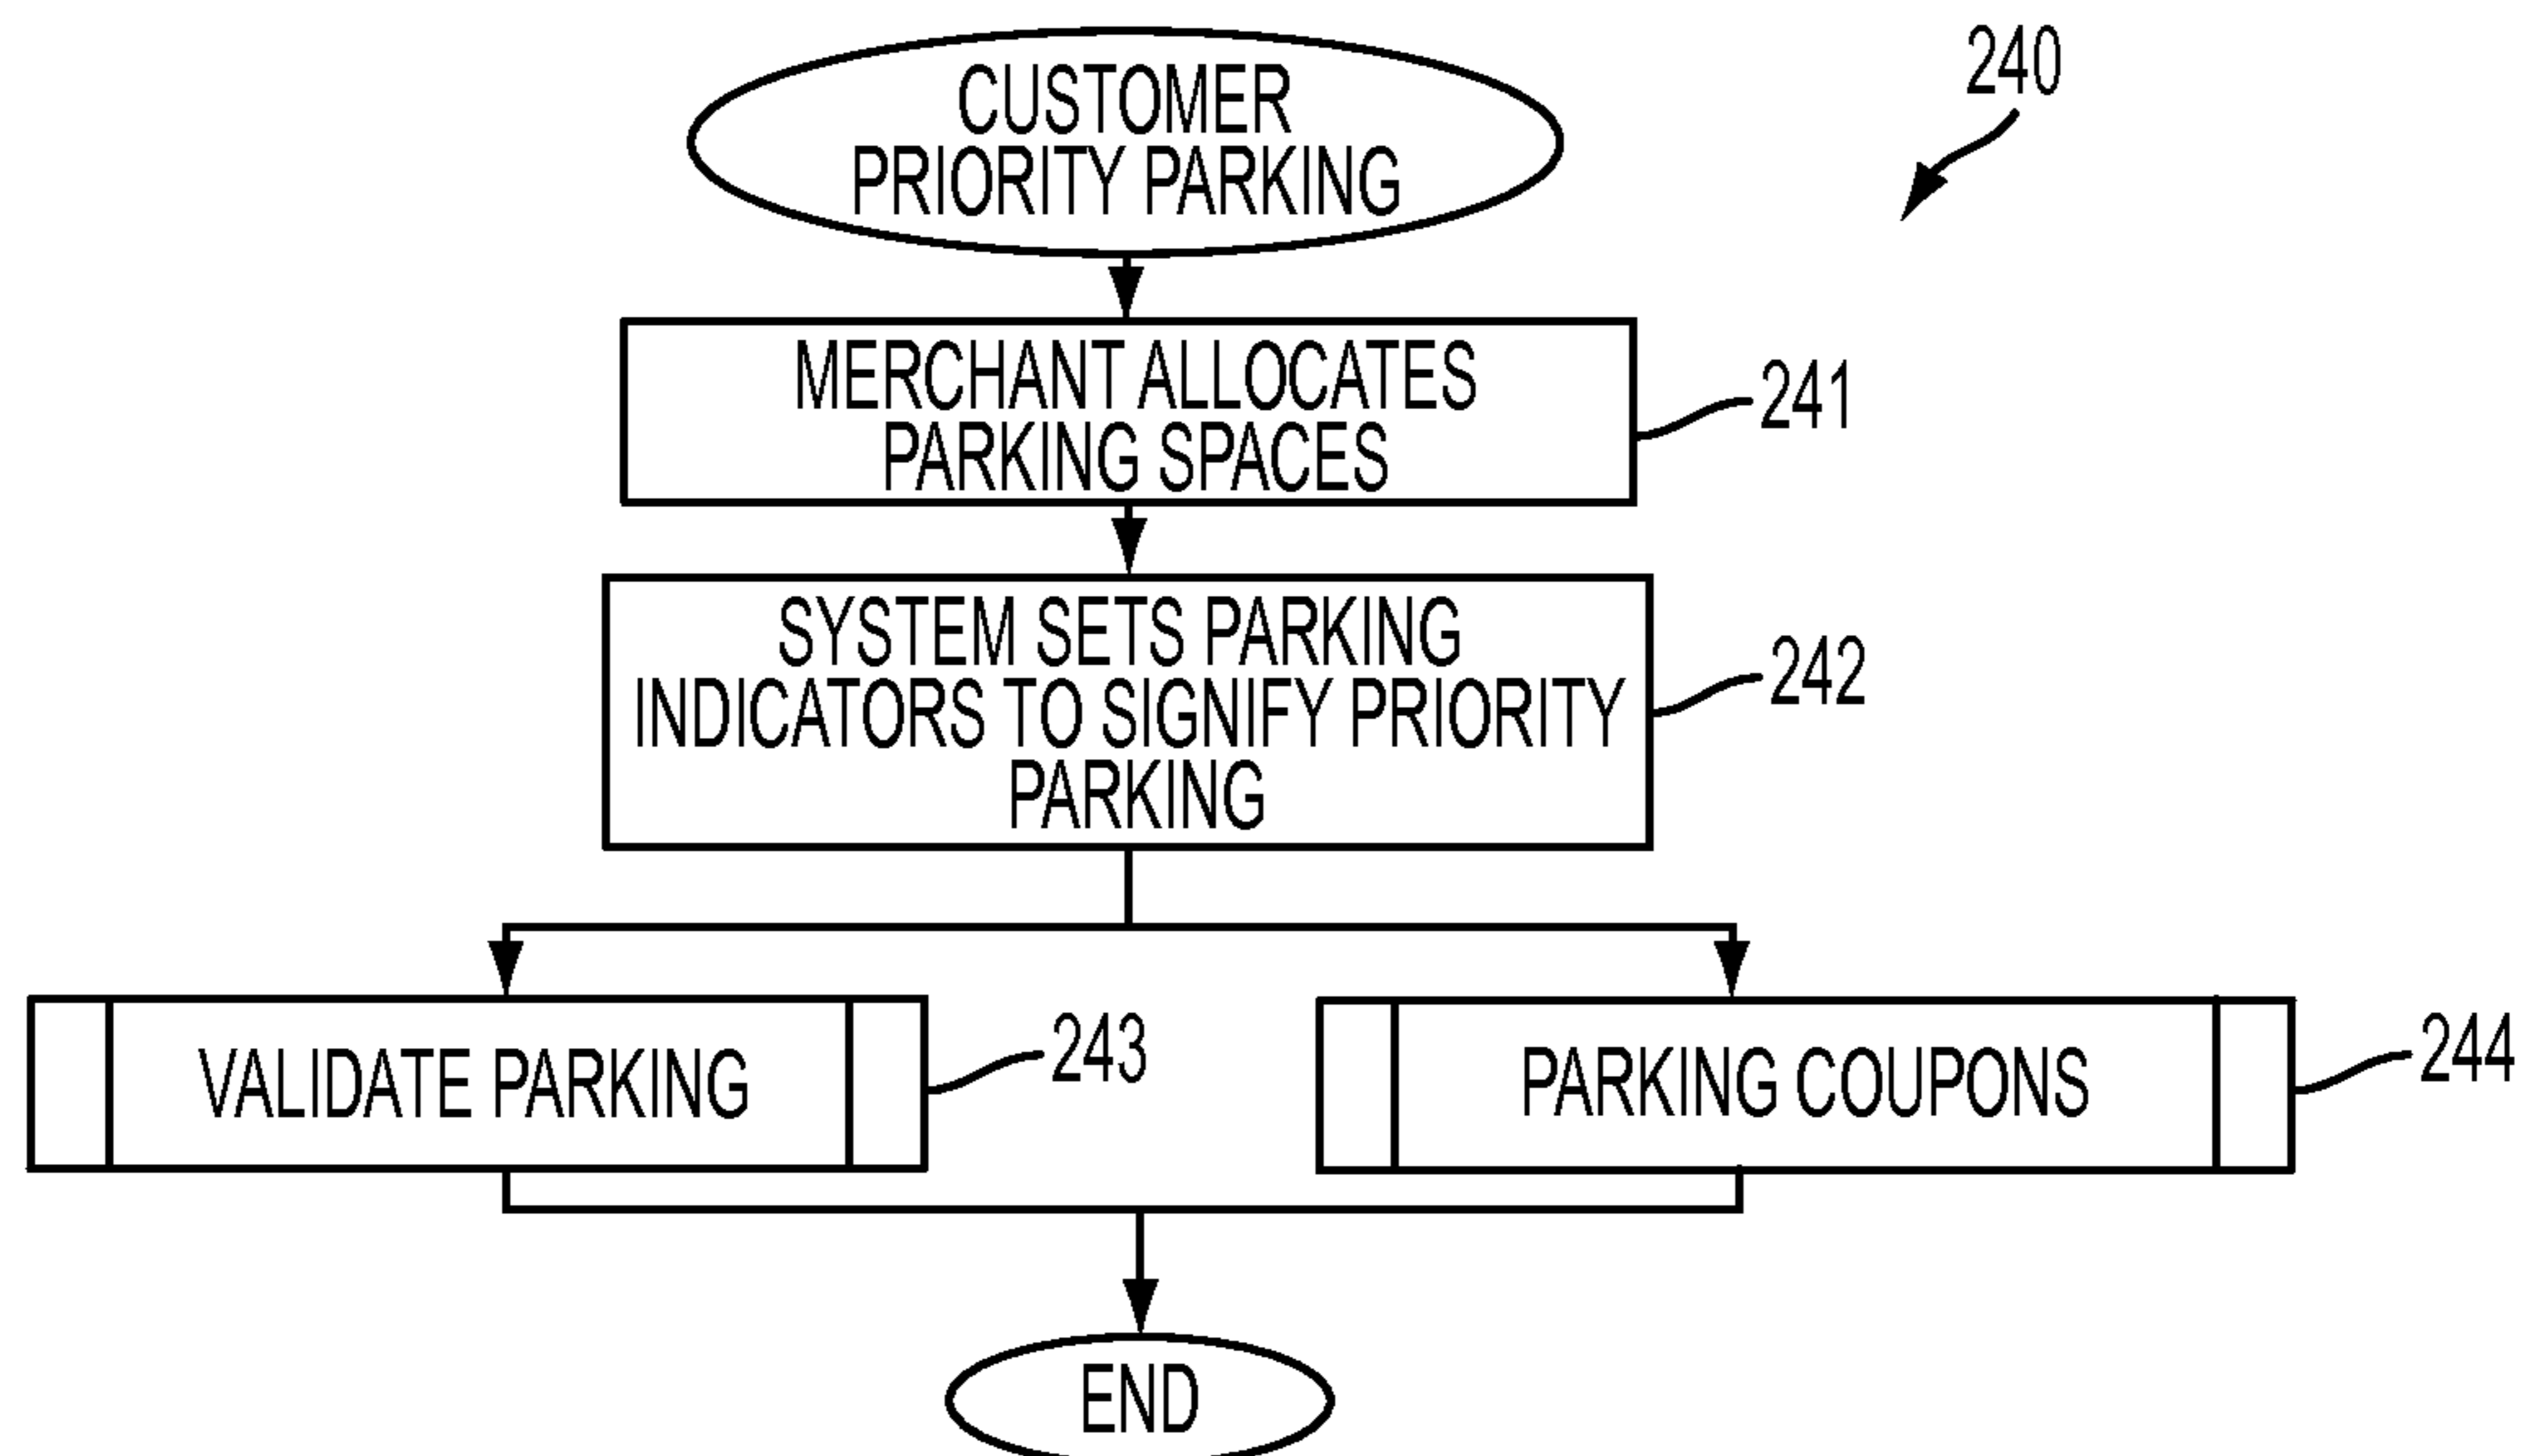 CUSTOMER
PRIORITY PARKING
240
MERCHANT ALLOCATES
PARKING SPACES
241
SYSTEM SETS PARKING
INDICATORS TO SIGNIFY PRIORITY
PARKING
242
VALIDATE PARKING
243
PARKING COUPONS
244
END